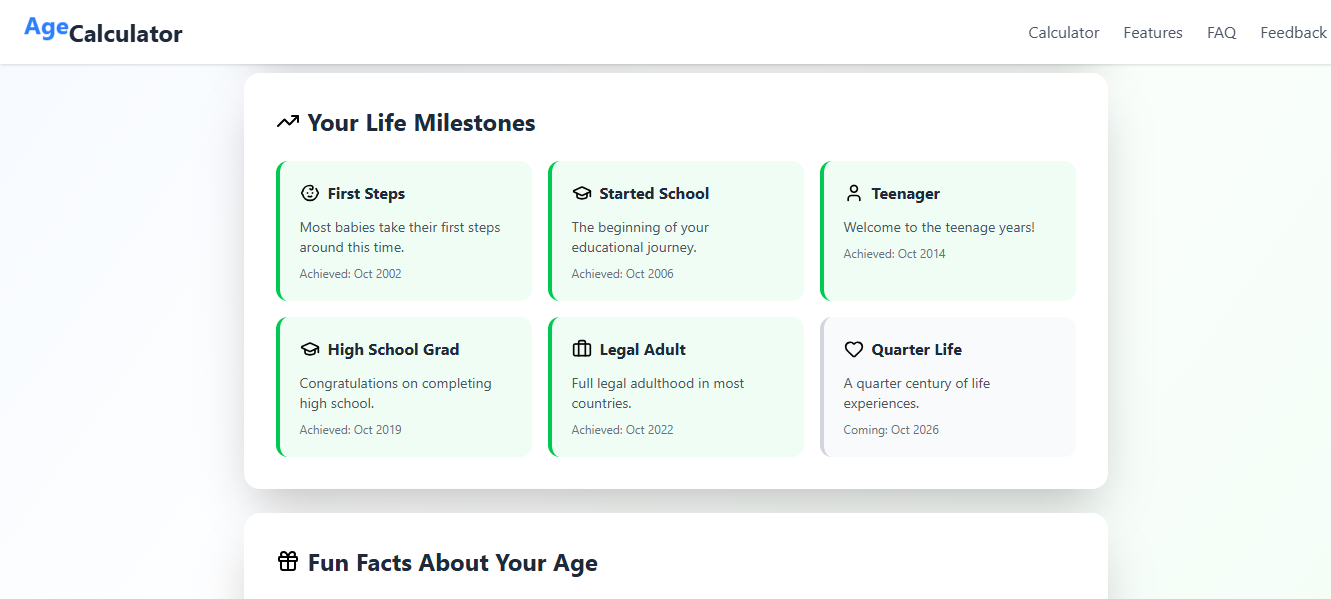 AgeCalculator
Calculator
Features
FAQ
Feedback
Your Life Milestones
First Steps
Most babies take their first steps
around this time.
Achieved: Oct 2002
Started School
The beginning of your
educational journey.
Achieved: Oct 2006
Teenager
Welcome to the teenage years!
Achieved: Oct 2014
High School Grad
Congratulations on completing
high school.
Achieved: Oct 2019
Legal Adult
Full legal adulthood in most
countries.
Achieved: Oct 2022
Quarter Life
A quarter century of life
experiences.
Coming: Oct 2026
Fun Facts About Your Age